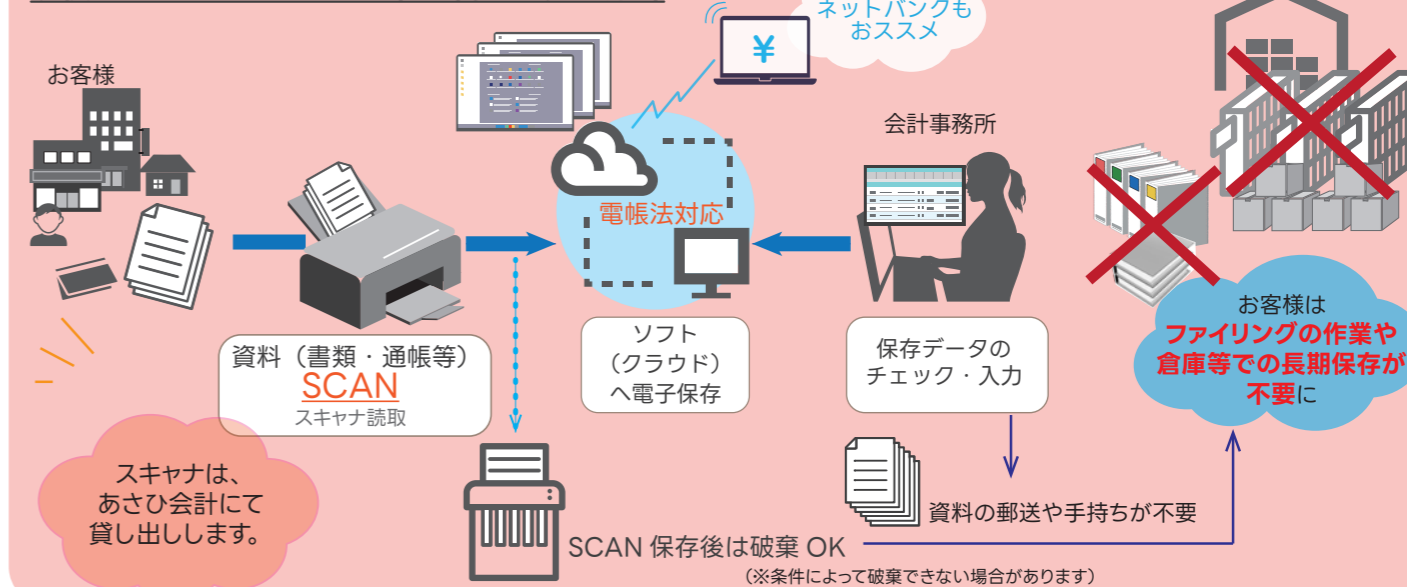 ネットバンクも
おススメ
お客様
¥
会計事務所
電帳法対応
資料（書類・通帳等）
SCAN
スキャナ読取
ソフト
（クラウド）
へ電子保存
保存データの
チェック・入力
お客様は
ファイリングの作業や
倉庫等での長期保存が
不要に
スキャナは、
あさひ会計にて
貸し出しします。
資料の郵送や手持ちが不要
SCAN 保存後は破棄 OK
（※条件によって破棄できない場合があります）